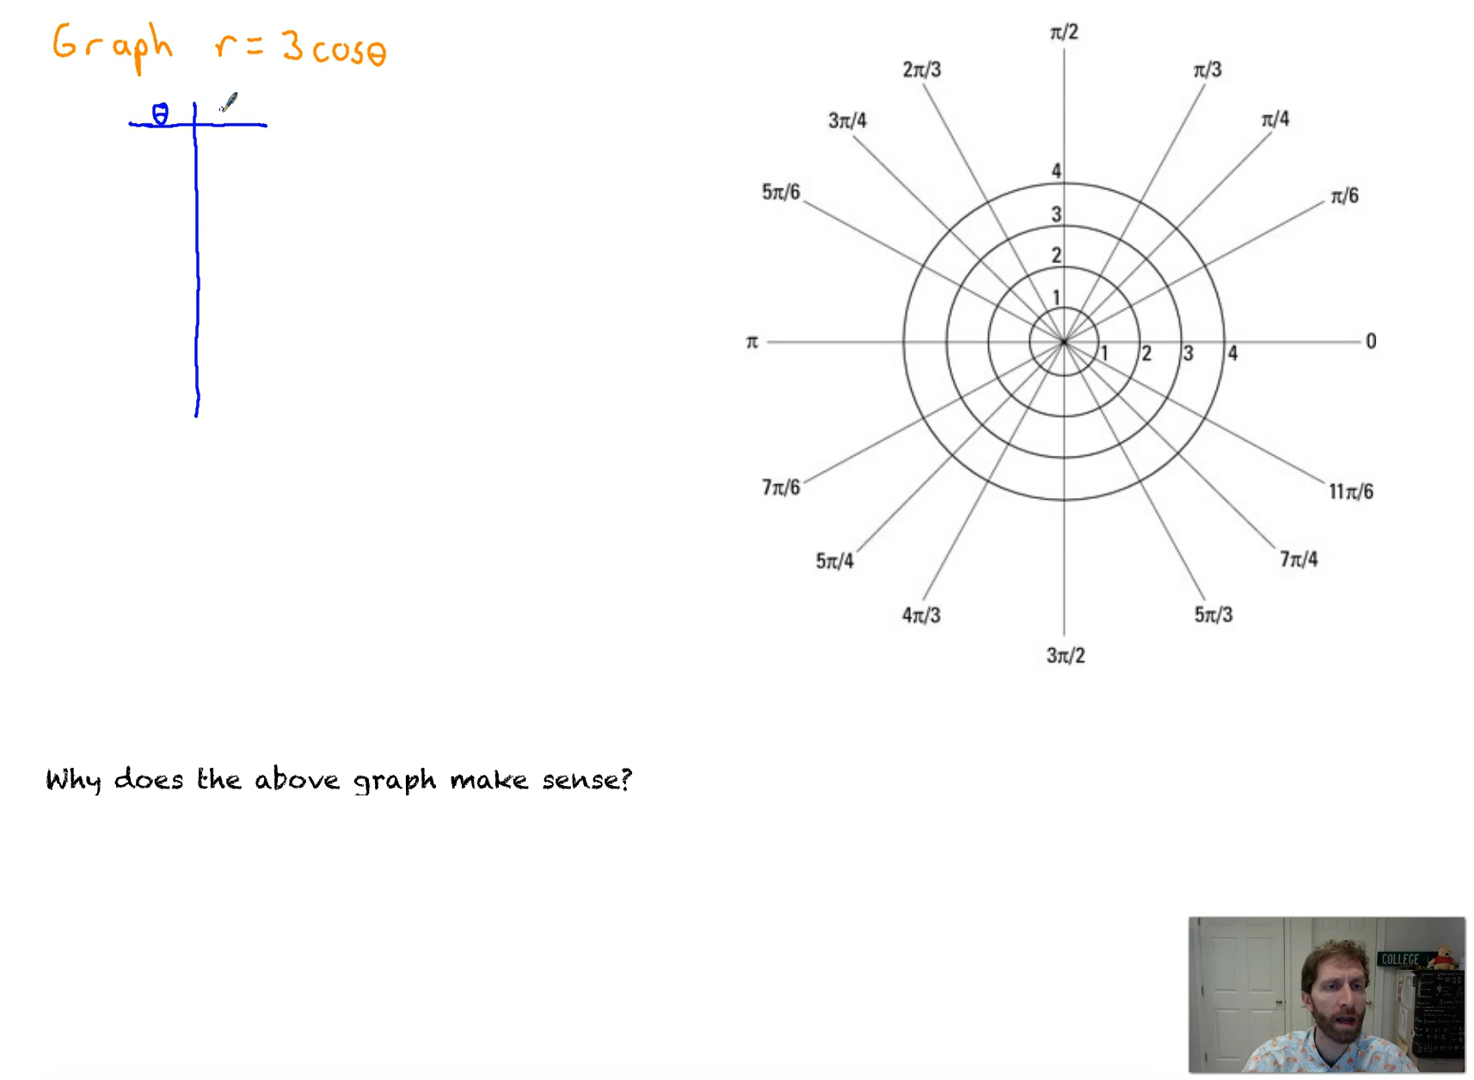 Graph r = 3cosθ
θ
π/2
2π/3
π/3
3π/4
π/4
5π/6
π/6
4
3
2
1
π
1 2 3 4
0
7π/6
11π/6
5π/4
7π/4
4π/3
5π/3
3π/2
Why does the above graph make sense?
COLLEGE